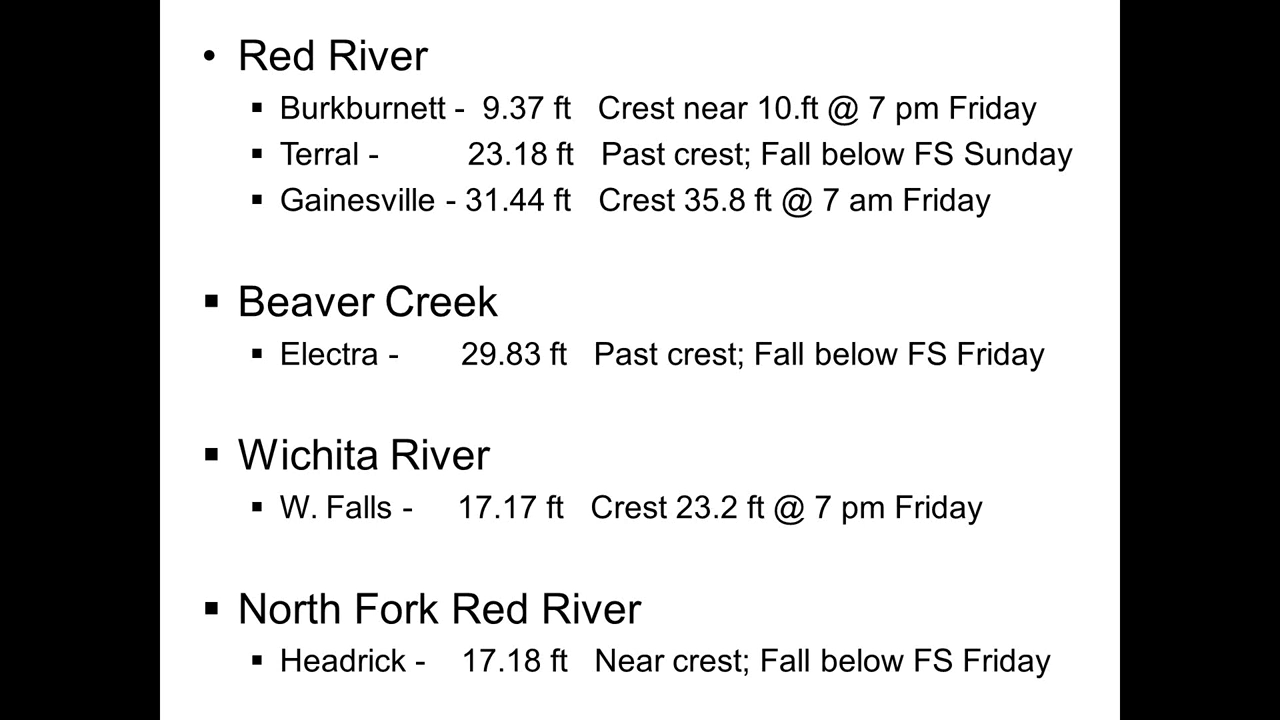 • Red River
▪ Burkburnett - 9.37 ft Crest near 10.ft @ 7 pm Friday
▪ Terral - 23.18 ft Past crest; Fall below FS Sunday
▪ Gainesville - 31.44 ft Crest 35.8 ft @ 7 am Friday
▪ Beaver Creek
▪ Electra - 29.83 ft Past crest; Fall below FS Friday
▪ Wichita River
▪ W. Falls - 17.17 ft Crest 23.2 ft @ 7 pm Friday
▪ North Fork Red River
▪ Headrick - 17.18 ft Near crest; Fall below FS Friday